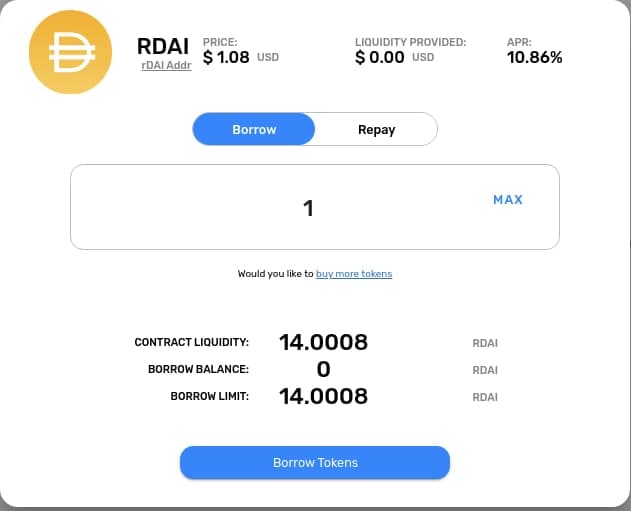 RDAI
rDAI Addr
PRICE:
$ 1.08 USD
LIQUIDITY PROVIDED:
$ 0.00 USD
APR:
10.86%
Borrow
Repay
1
MAX
Would you like to buy more tokens
CONTRACT LIQUIDITY: 14.0008 RDAI
BORROW BALANCE: 0 RDAI
BORROW LIMIT: 14.0008 RDAI
Borrow Tokens